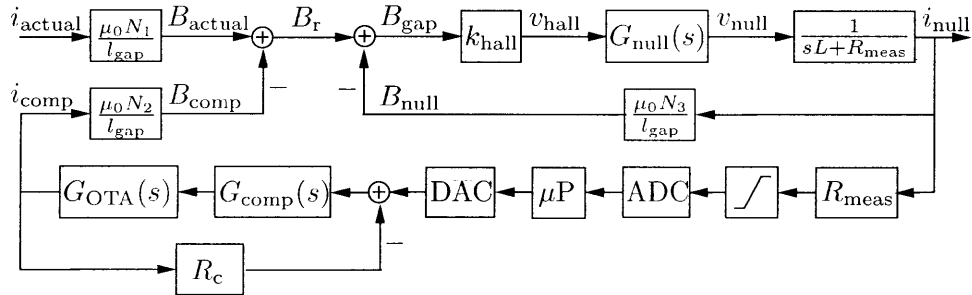 i_actual μ₀N₁/l_gap B_actual + B_r + B_gap k_hall v_hall G_null(s) v_null 1/(sL+R_meas) i_null
i_comp μ₀N₂/l_gap B_comp − − B_null μ₀N₃/l_gap
G_OTA(s) G_comp(s) + DAC μP ADC R_meas
−
R_c